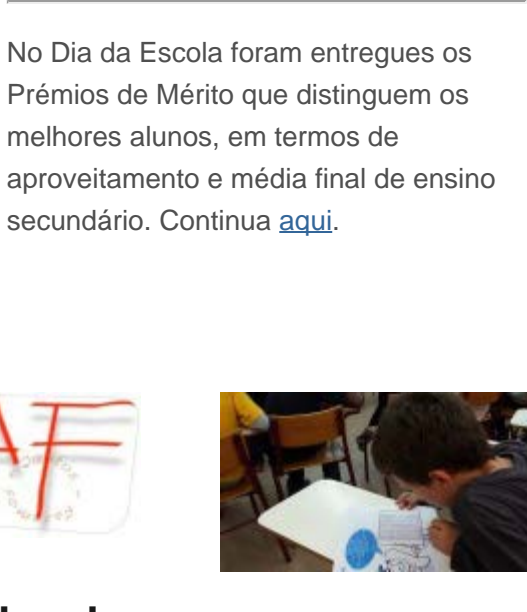 No Dia da Escola foram entregues os
Prémios de Mérito que distinguem os
melhores alunos, em termos de
aproveitamento e média final de ensino
secundário. Continua aqui.